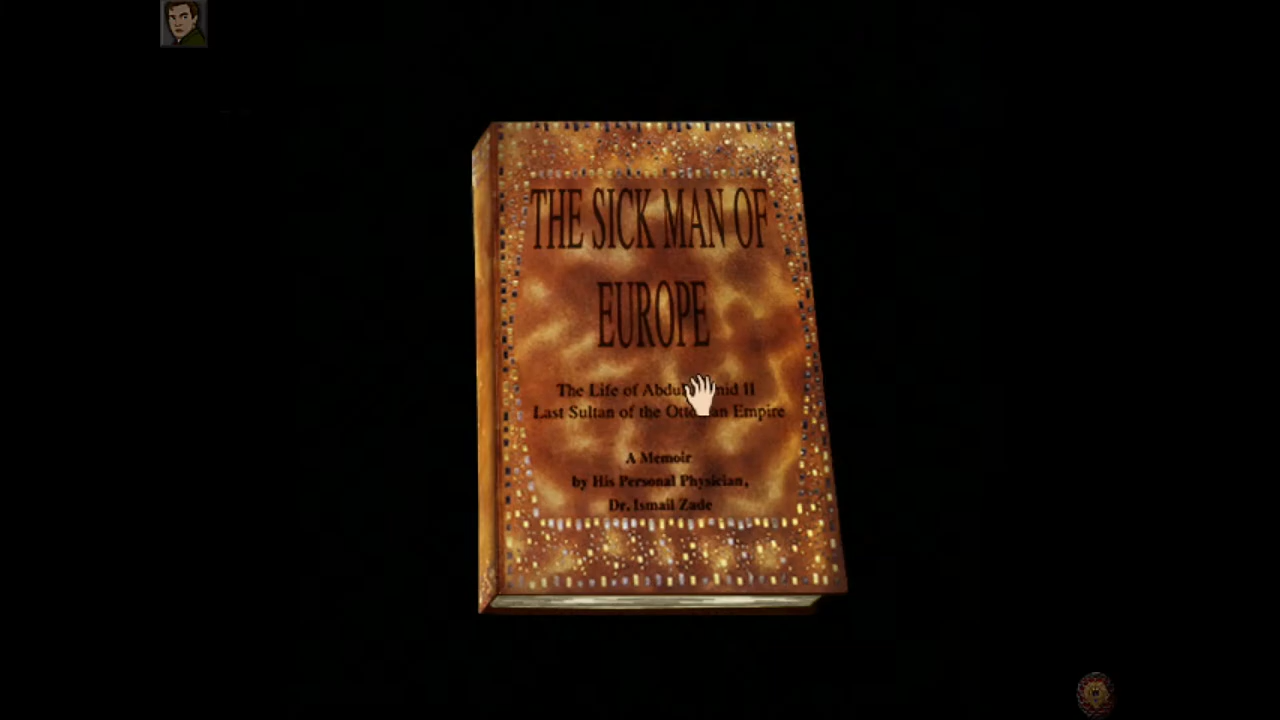 THE SICK MAN OF
EUROPE
The Life of II
Last Sultan of the Empire
A Memoir
by His Personal Physician,
Dr. Ismail Zade